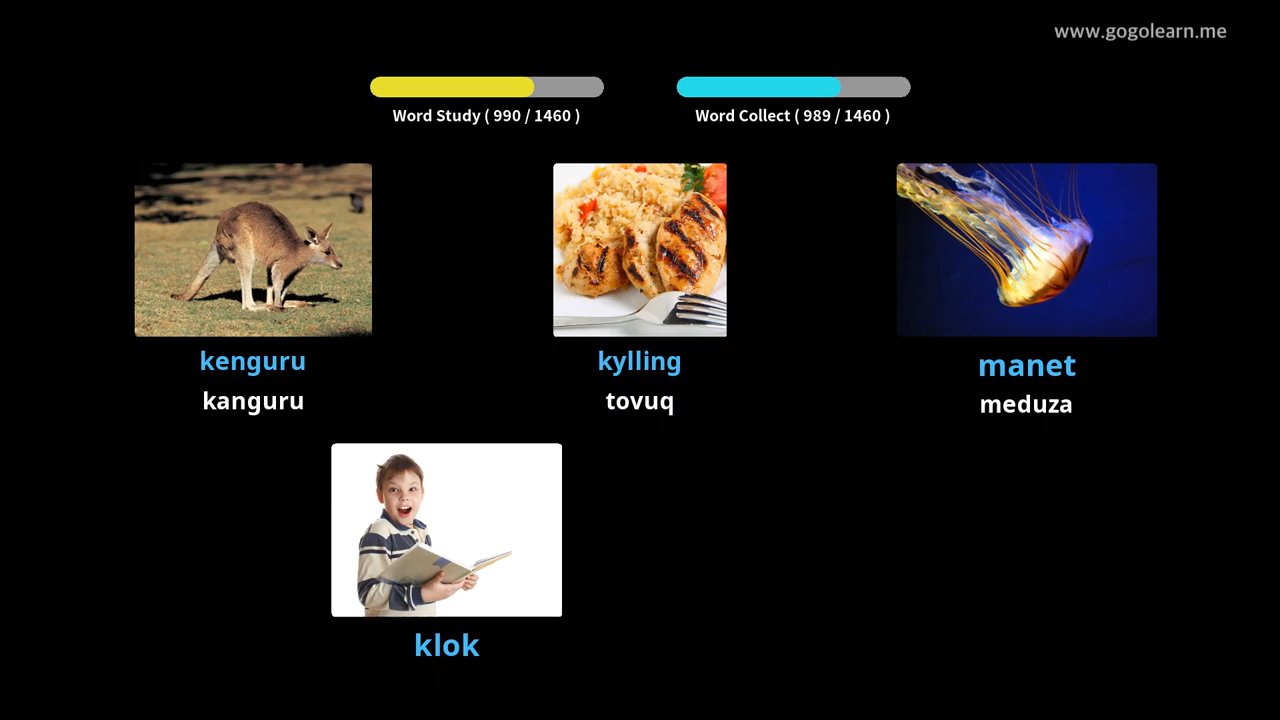 www.gogolearn.me
Word Study ( 990 / 1460 )
Word Collect ( 989 / 1460 )
kenguru
kanguru
kylling
tovuq
manet
meduza
klok